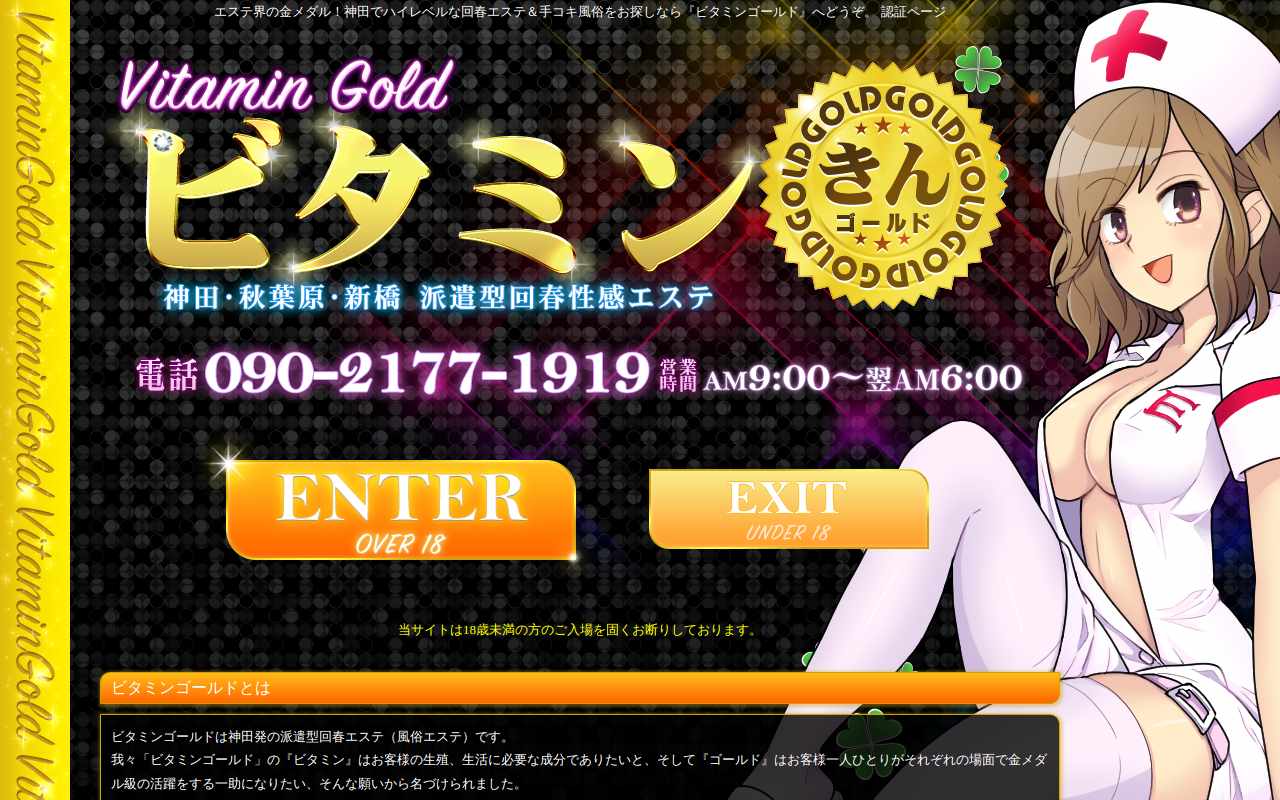 エステ界の金メダル！神田でハイレベルな回春エステ＆手コキ風俗をお探しなら『ビタミンゴールド』へどうぞ。 認証ページ
Vitamin Gold
ビタミン
GOLDGOLDGOLDGOLDGOLDGOLD
きん
ゴールド
神田･秋葉原･新橋 派遣型回春性感エステ
電話 090-2177-1919 営業時間 AM9:00〜翌AM6:00
ENTER
OVER 18
EXIT
UNDER 18
当サイトは18歳未満の方のご入場を固くお断りしております。
ビタミンゴールドとは
ビタミンゴールドは神田発の派遣型回春エステ（風俗エステ）です。
我々「ビタミンゴールド」の『ビタミン』はお客様の生殖、生活に必要な成分でありたいと、そして『ゴールド』はお客様一人ひとりがそれぞれの場面で金メダ
ル級の活躍をする一助になりたい、そんな願いから名づけられました。
VitaminGold VitaminGold VitaminGold Vit